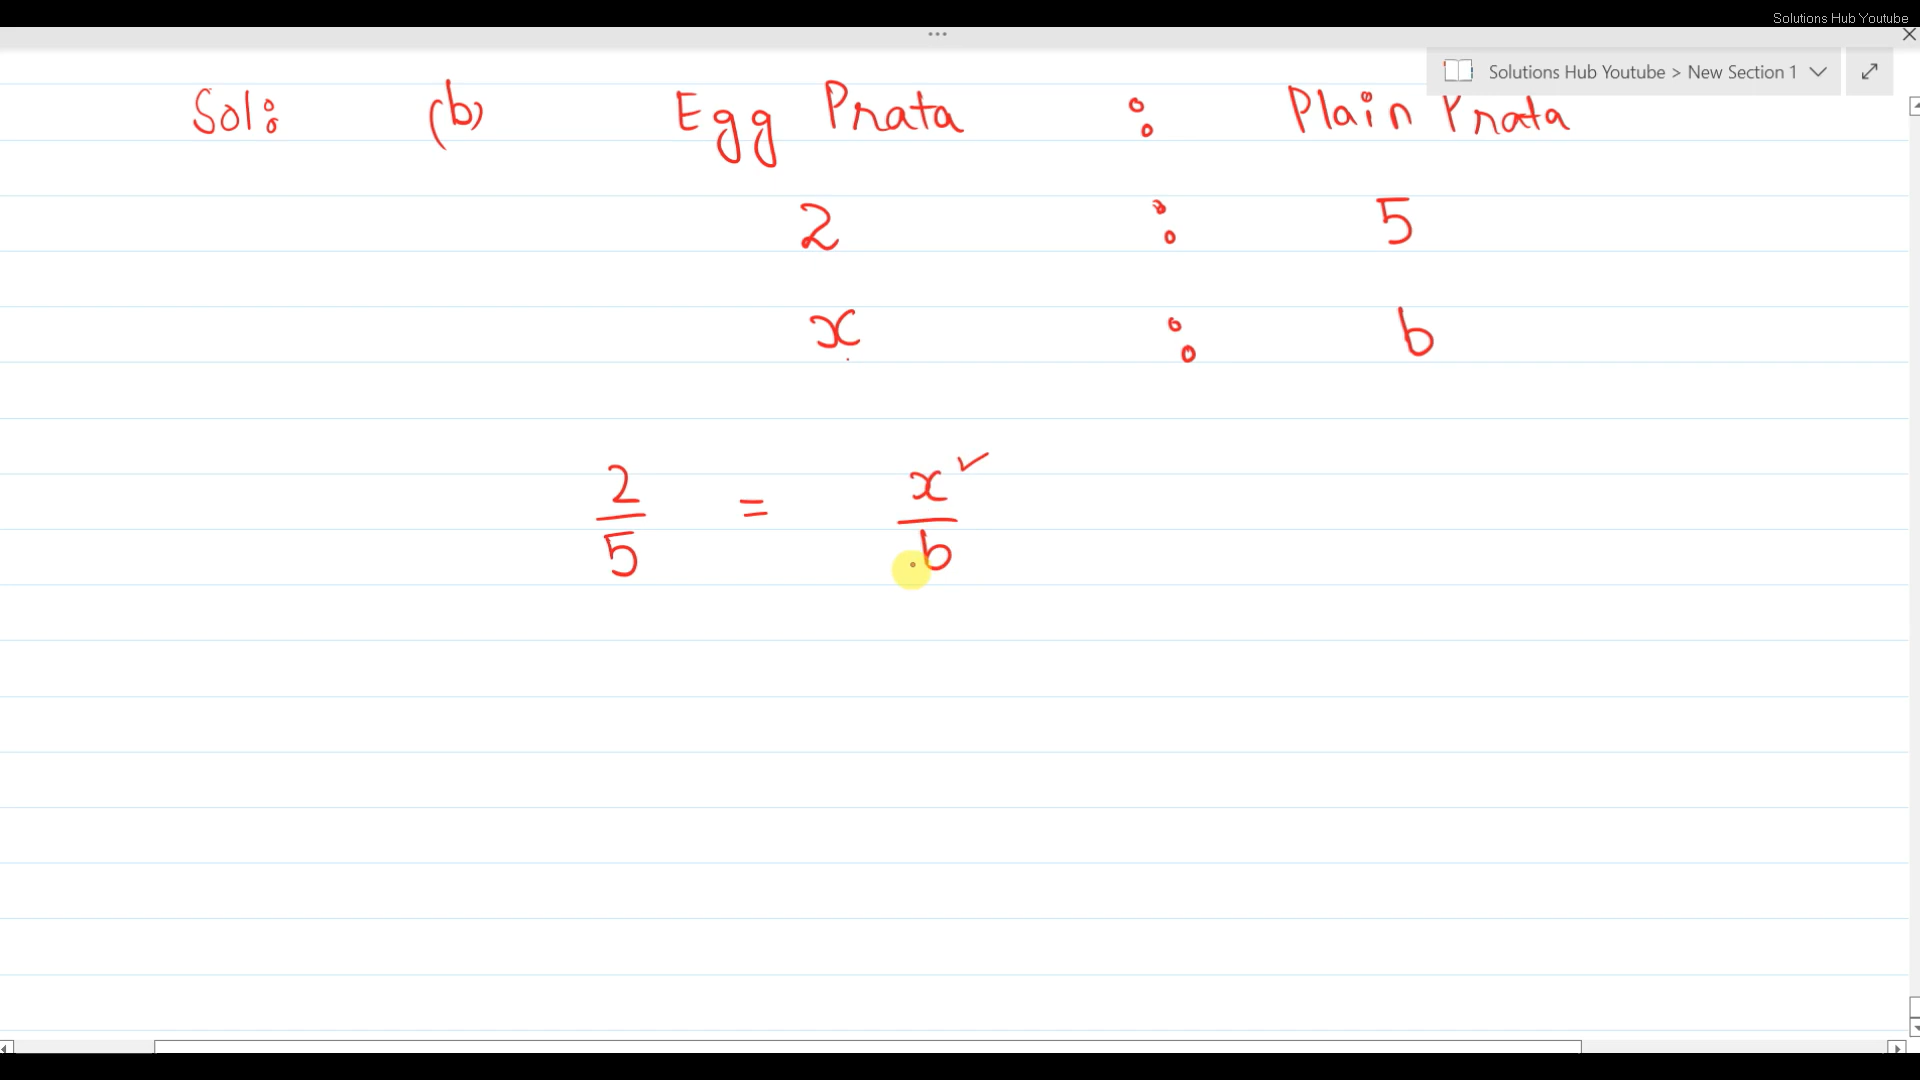 Solutions Hub Youtube
Solutions Hub Youtube > New Section 1
Sol: (b) Egg Prata : Plain Prata
2 : 5
x : b
2/5 = x/b